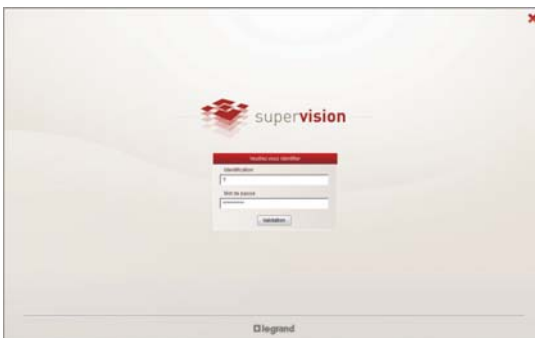 supervision
Veuillez vous identifier
Identification
Mot de passe
validation
legrand